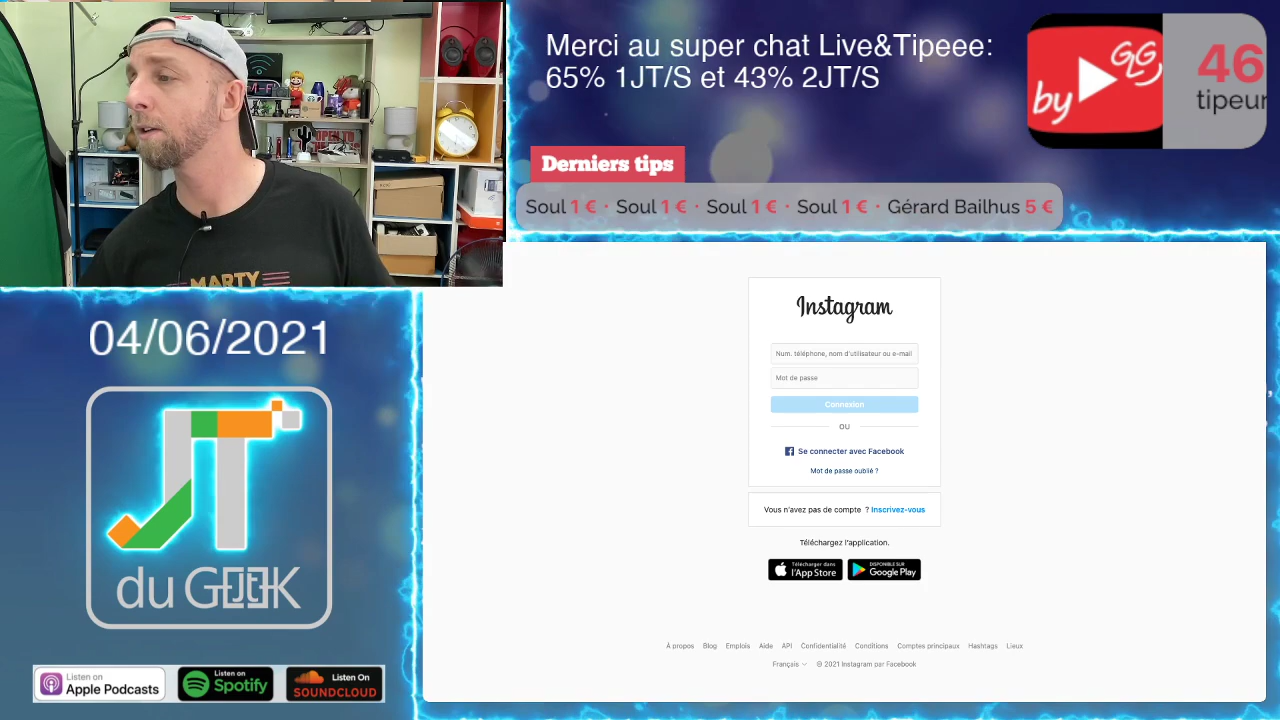 Merci au super chat Live&Tipeee:
65% 1JT/S et 43% 2JT/S
by GLG
46
tipeur
Derniers tips
Soul 1 € • Soul 1 € • Soul 1 € • Soul 1 € • Gérard Bailhus 5 €
MARTY
04/06/2021
JT
du GEEK
Listen on
Apple Podcasts
Listen on
Spotify
Listen On
SOUNDCLOUD
Instagram
Num. téléphone, nom d'utilisateur ou e-mail
Mot de passe
Connexion
OU
Se connecter avec Facebook
Mot de passe oublié ?
Vous n'avez pas de compte ? Inscrivez-vous
Téléchargez l'application.
Télécharger dans
l'App Store
DISPONIBLE SUR
Google Play
À propos Blog Emplois Aide API Confidentialité Conditions Comptes principaux Hashtags Lieux
Français © 2021 Instagram par Facebook